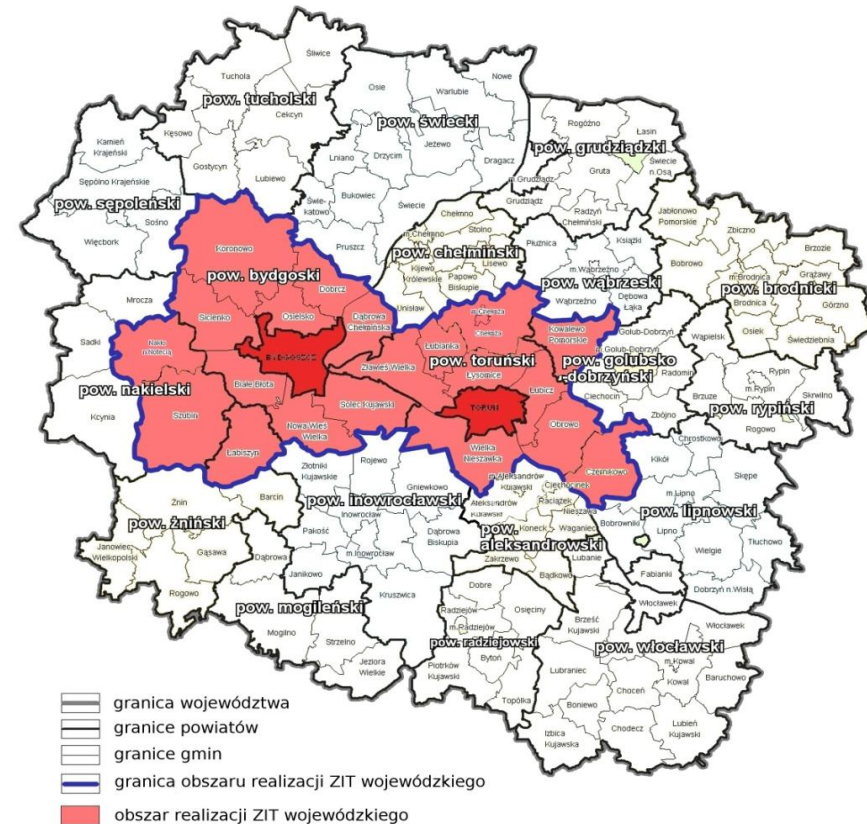 Śliwice
Tuchola
pow. tucholski
Cekcyn
Kęsowo
Gostycyn
Lubiewo
Osie
Warlubie
Nowe
pow. świecki
Lniano
Drzycim
Jeżewo
Dragacz
Świe-
katowo
Bukowiec
Świecie
Pruszcz
Rogóźno
Łasin
pow. grudziądzki
Świecie
n.Osą
m.Grudziądz
Gruta
Grudziądz
Radzyń
Chełmiński
Kamień
Krajeński
Sępólno Krajeńskie
pow. sępoleński
Sośno
Więcbork
Koronowo
pow. bydgoski
Dobrcz
Sicienko
Osielsko
Dąbrowa
Chełmińska
BYDGOSZCZ
Białe Błota
Solec Kujawski
Nowa Wieś
Wielka
Chełmno
m.Chełmno
Stolno
pow. chełmiński
Kijewo
Królewskie
Lisewo
Papowo
Biskupie
Unisław
Płużnica
Książki
m.Wąbrzeźno
pow. wąbrzeski
Wąbrzeźno
Dębowa
Łąka
Jabłonowo
Pomorskie
Zbiczno
Bobrowo
Brzozie
m.Brodnica
Grążawy
pow. brodnicki
Brodnica
Górzno
Osiek
Świedziebnia
Mrocza
Sadki
Nakło
n.Notecią
pow. nakielski
Kcynia
Szubin
Łabiszyn
m.Chełmża
Chełmża
Łubianka
pow. toruński
Zławieś Wielka
Łysomice
Lubicz
TORUŃ
Obrowo
Wielka
Nieszawka
Czernikowo
Kowalewo
Pomorskie
Golub-Dobrzyń
m.Golub-Dobrzyń
pow. golubsko
-dobrzyński
Radomin
Ciechocin
Zbójno
Wąpielsk
Rypin
m.Rypin
Skrwilno
Brzuze
pow. rypiński
Rogowo
Chrostkowo
Kikół
Skępe
m.Lipno
pow. lipnowski
Bobrowniki
Lipno
Tłuchowo
Wielgie
Dobrzyń n.Wisłą
Złotniki
Kujawskie
Rojewo
Gniewkowo
pow. inowrocławski
Inowrocław
Pakość
m.Inowrocław
Dąbrowa
Biskupia
Janikowo
Kruszwica
Żnin
Barcin
pow. żniński
Janowiec
Wielkopolski
Gąsawa
Rogowo
Dąbrowa
pow. mogileński
Mogilno
Strzelno
Jeziora
Wielkie
m.Aleksandrów
Kujawski
Ciechocinek
Aleksandrów
Kujawski
Raciążek
Nieszawa
Koneck
Waganiec
pow.
aleksandrowski
Zakrzewo
Bądkowo
Lubanie
Fabianki
Włocławek
Dobre
Radziejów
Osięciny
m.Radziejów
pow. radziejowski
Bytoń
Piotrków
Kujawski
Topólka
Brześć
Kujawski
Włocławek
pow. włocławski
Lubraniec
m.Kowal
Kowal
Choceń
Baruchowo
Boniewo
Izbica
Kujawska
Chodecz
Lubień
Kujawski
granica województwa
granice powiatów
granice gmin
granica obszaru realizacji ZIT wojewódzkiego
obszar realizacji ZIT wojewódzkiego